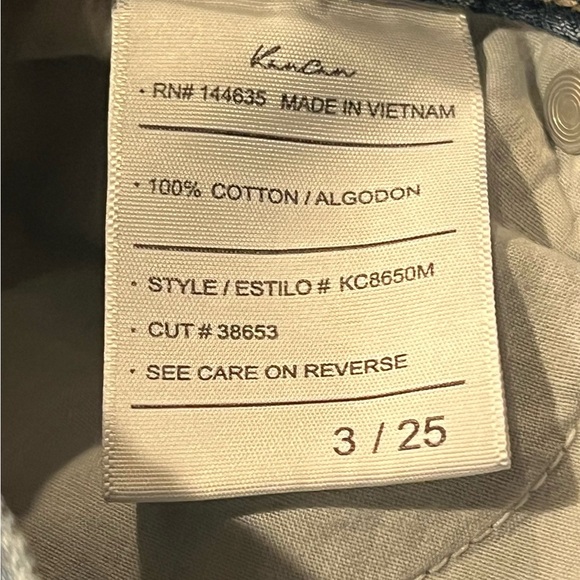 KanCan
· RN# 144635 MADE IN VIETNAM
· 100% COTTON / ALGODON
· STYLE / ESTILO # KC8650M
· CUT # 38653
· SEE CARE ON REVERSE
3 / 25